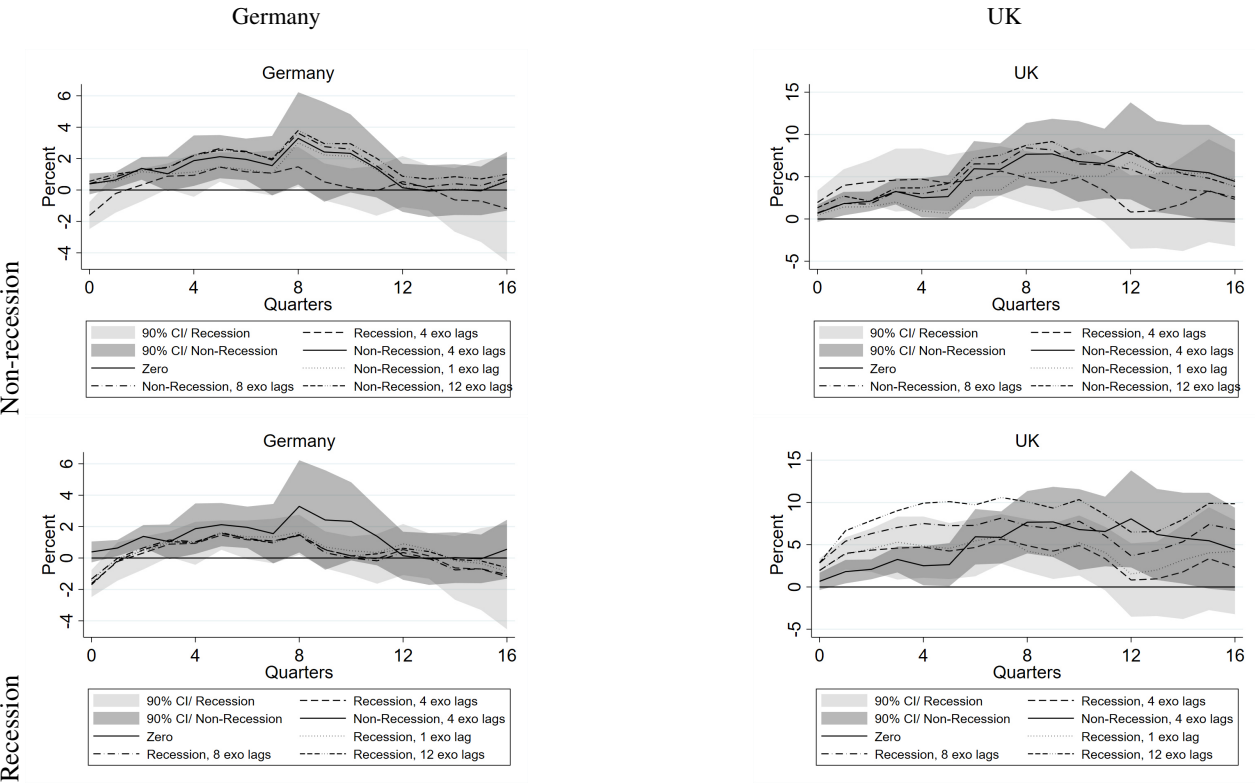 Germany
UK
Non-recession
Germany
Percent
6
4
2
0
-2
-4
0 4 8 12 16
Quarters
90% CI/ Recession
Recession, 4 exo lags
90% CI/ Non-Recession
Non-Recession, 4 exo lags
Zero
Non-Recession, 1 exo lag
Non-Recession, 8 exo lags
Non-Recession, 12 exo lags
UK
Percent
15
10
5
0
-5
0 4 8 12 16
Quarters
90% CI/ Recession
Recession, 4 exo lags
90% CI/ Non-Recession
Non-Recession, 4 exo lags
Zero
Non-Recession, 1 exo lag
Non-Recession, 8 exo lags
Non-Recession, 12 exo lags
Recession
Germany
Percent
6
4
2
0
-2
-4
0 4 8 12 16
Quarters
90% CI/ Recession
Recession, 4 exo lags
90% CI/ Non-Recession
Non-Recession, 4 exo lags
Zero
Recession, 1 exo lag
Recession, 8 exo lags
Recession, 12 exo lags
UK
Percent
15
10
5
0
-5
0 4 8 12 16
Quarters
90% CI/ Recession
Recession, 4 exo lags
90% CI/ Non-Recession
Non-Recession, 4 exo lags
Zero
Recession, 1 exo lag
Recession, 8 exo lags
Recession, 12 exo lags